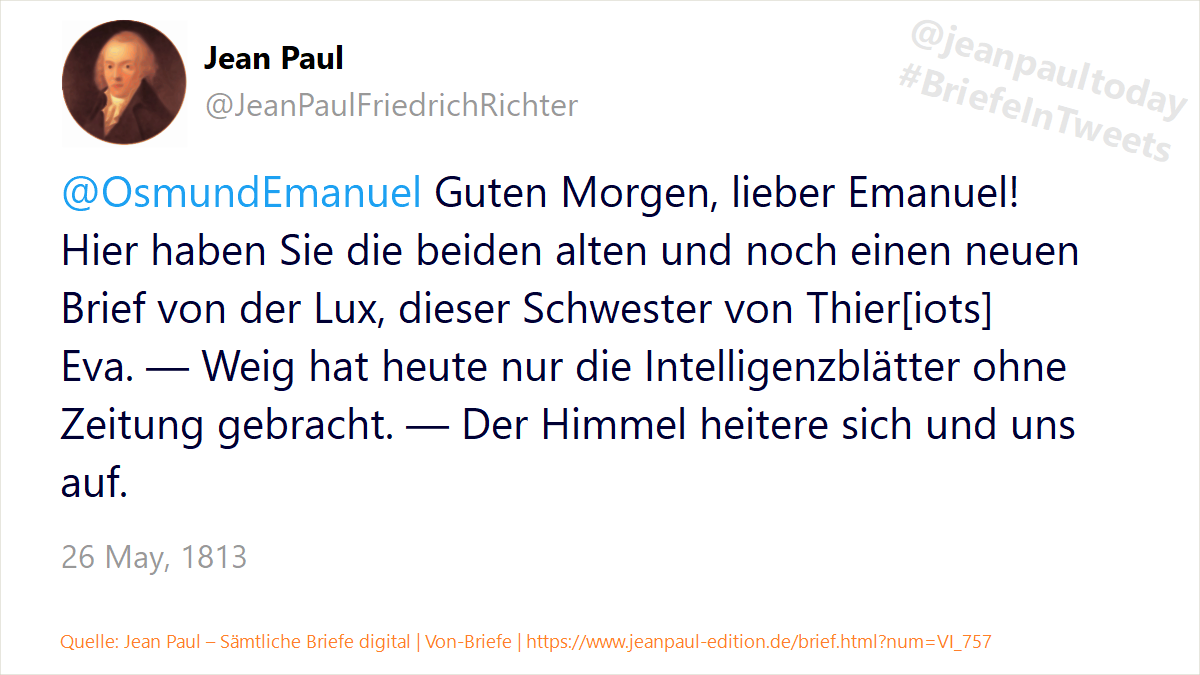 Jean Paul
@JeanPaulFriedrichRichter
@jeanpaultoday
#BriefeInTweets
@OsmundEmanuel Guten Morgen, lieber Emanuel!
Hier haben Sie die beiden alten und noch einen neuen
Brief von der Lux, dieser Schwester von Thier[iots]
Eva. — Weig hat heute nur die Intelligenzblätter ohne
Zeitung gebracht. — Der Himmel heitere sich und uns
auf.
26 May, 1813
Quelle: Jean Paul – Sämtliche Briefe digital | Von-Briefe | https://www.jeanpaul-edition.de/brief.html?num=VI_757